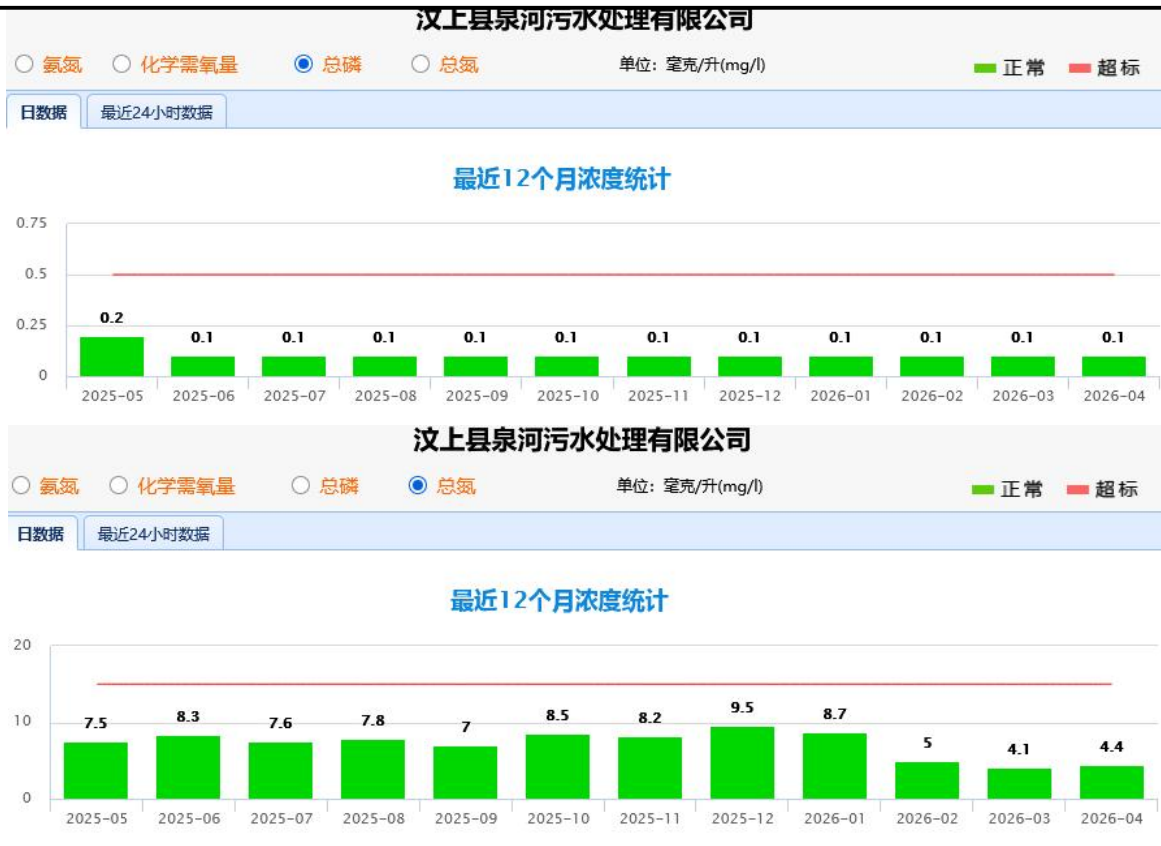 汶上县泉河污水处理有限公司
氨氮 化学需氧量 总磷 总氮 单位：毫克/升(mg/l) 正常 超标
日数据 最近24小时数据
最近12个月浓度统计
0.75
0.5
0.25
0
0.2 0.1 0.1 0.1 0.1 0.1 0.1 0.1 0.1 0.1 0.1 0.1
2025-05 2025-06 2025-07 2025-08 2025-09 2025-10 2025-11 2025-12 2026-01 2026-02 2026-03 2026-04
汶上县泉河污水处理有限公司
氨氮 化学需氧量 总磷 总氮 单位：毫克/升(mg/l) 正常 超标
日数据 最近24小时数据
最近12个月浓度统计
20
10
0
7.5 8.3 7.6 7.8 7 8.5 8.2 9.5 8.7 5 4.1 4.4
2025-05 2025-06 2025-07 2025-08 2025-09 2025-10 2025-11 2025-12 2026-01 2026-02 2026-03 2026-04